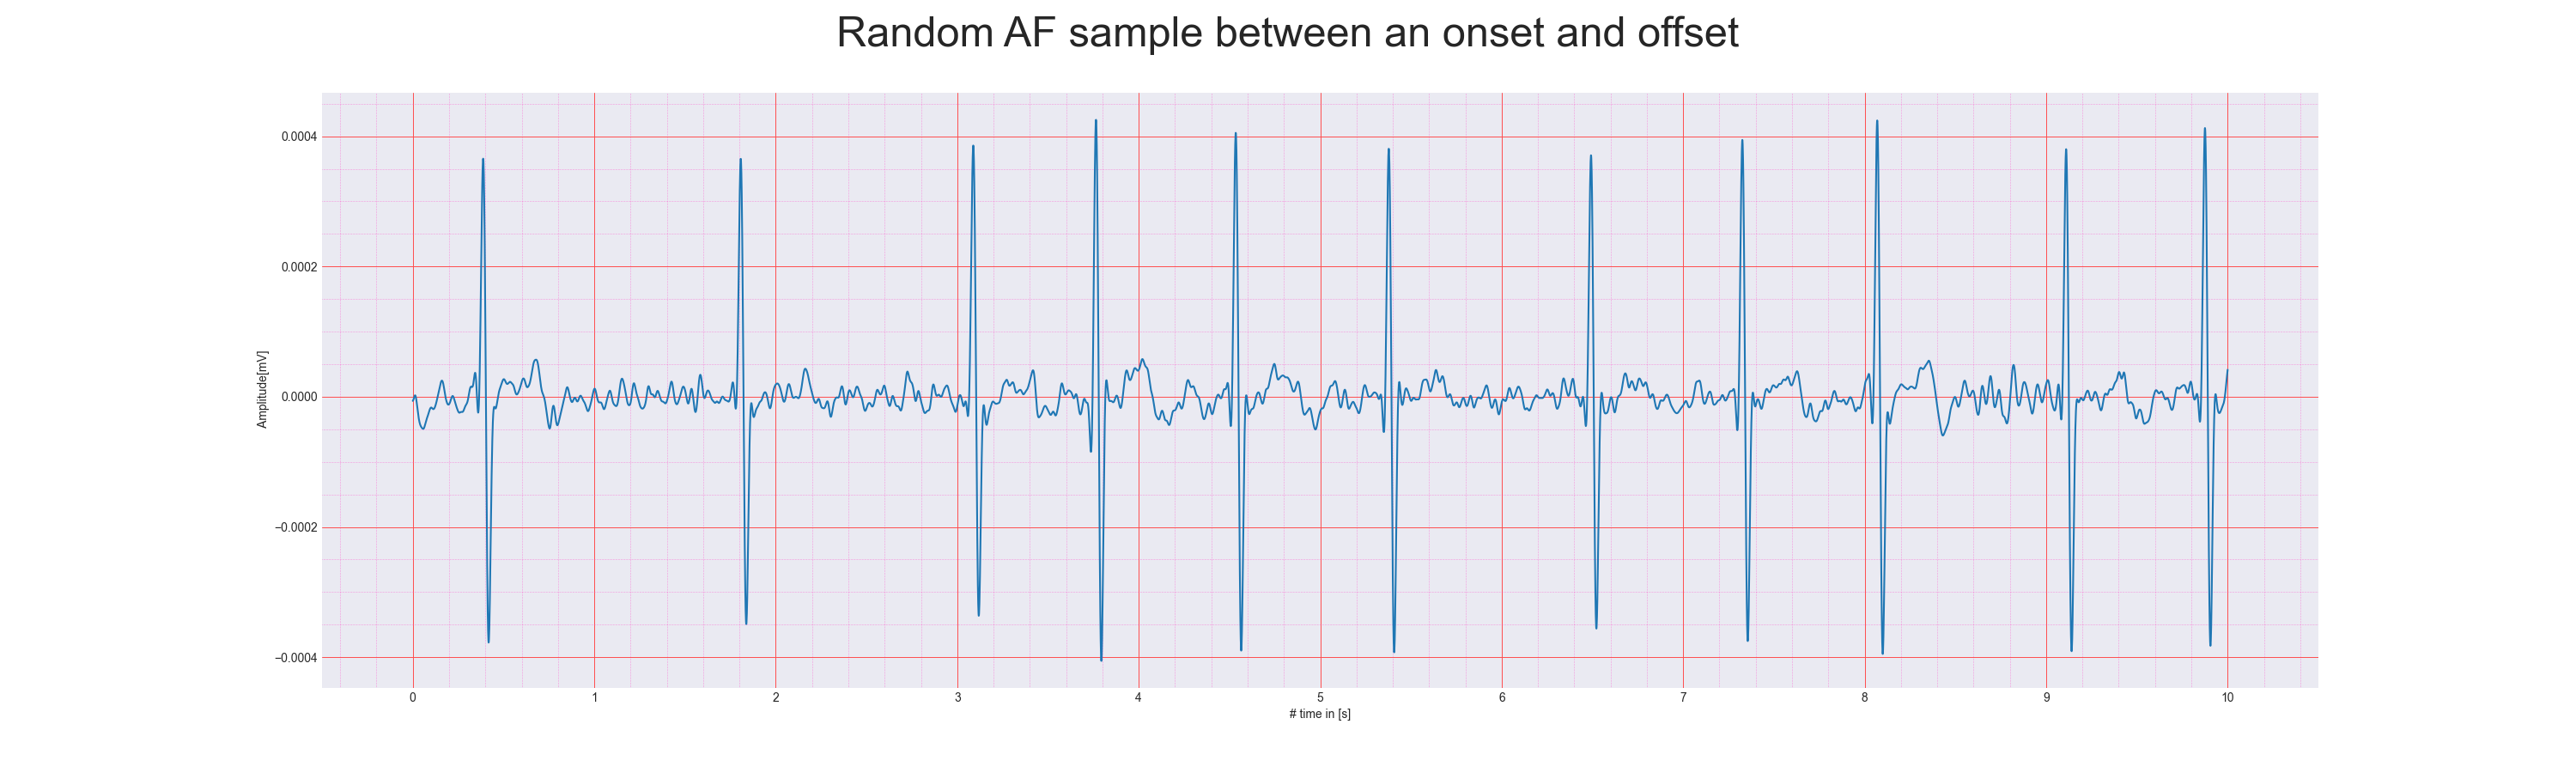 Random AF sample between an onset and offset
0.0004
0.0002
0.0000
−0.0002
−0.0004
Amplitude[mV]
0 1 2 3 4 5 6 7 8 9 10
# time in [s]